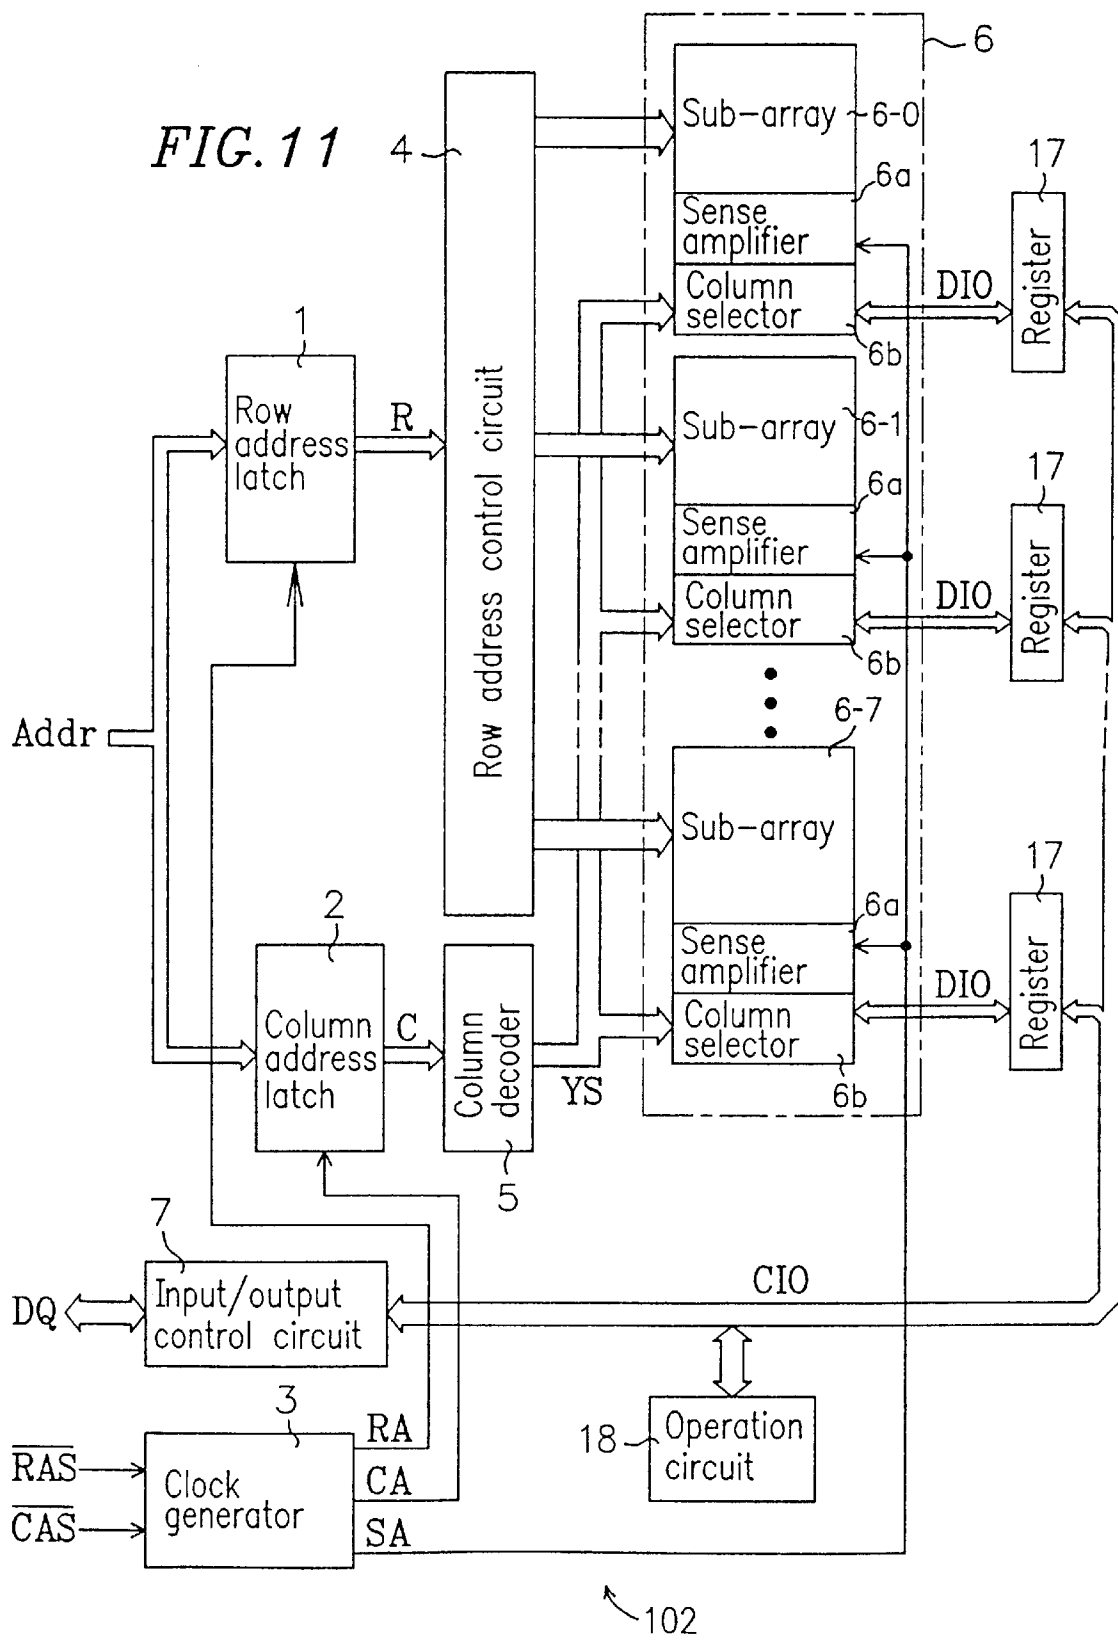 FIG. 11
6
Sub-array
6-0
4
6a
17
Sense
amplifier
Register
Column
selector
DIO
6b
1
Row
address
latch
R
Row address control circuit
Sub-array
6-1
6a
17
Sense
amplifier
Register
Column
selector
DIO
6b
Addr
6-7
Sub-array
17
2
6a
Sense
amplifier
Register
Column
selector
DIO
6b
Column
address
latch
C
Column
decoder
YS
5
7
Input/output
control circuit
DQ
CIO
3
RAS
CAS
Clock
generator
RA
CA
SA
18
Operation
circuit
102